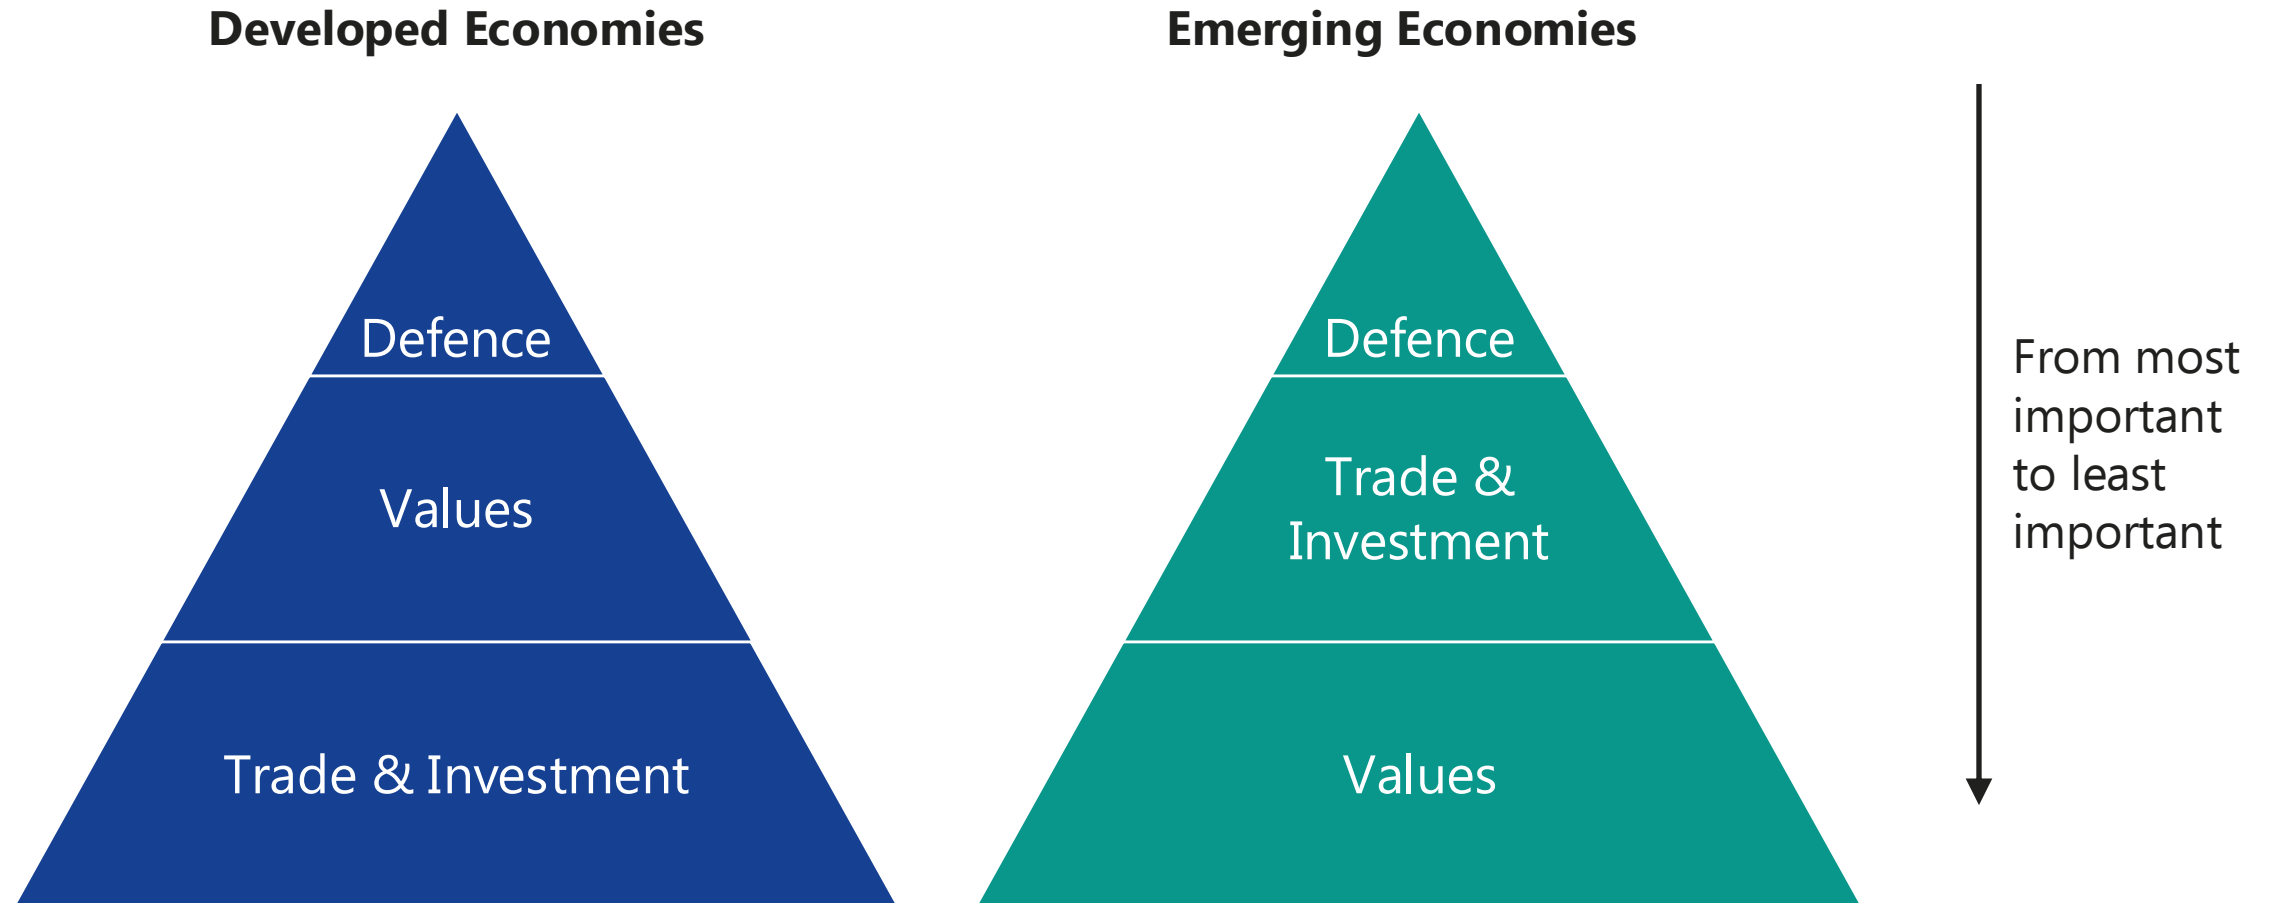 Developed Economies
Defence
Values
Trade & Investment
Emerging Economies
Defence
Trade &
Investment
Values
From most
important
to least
important